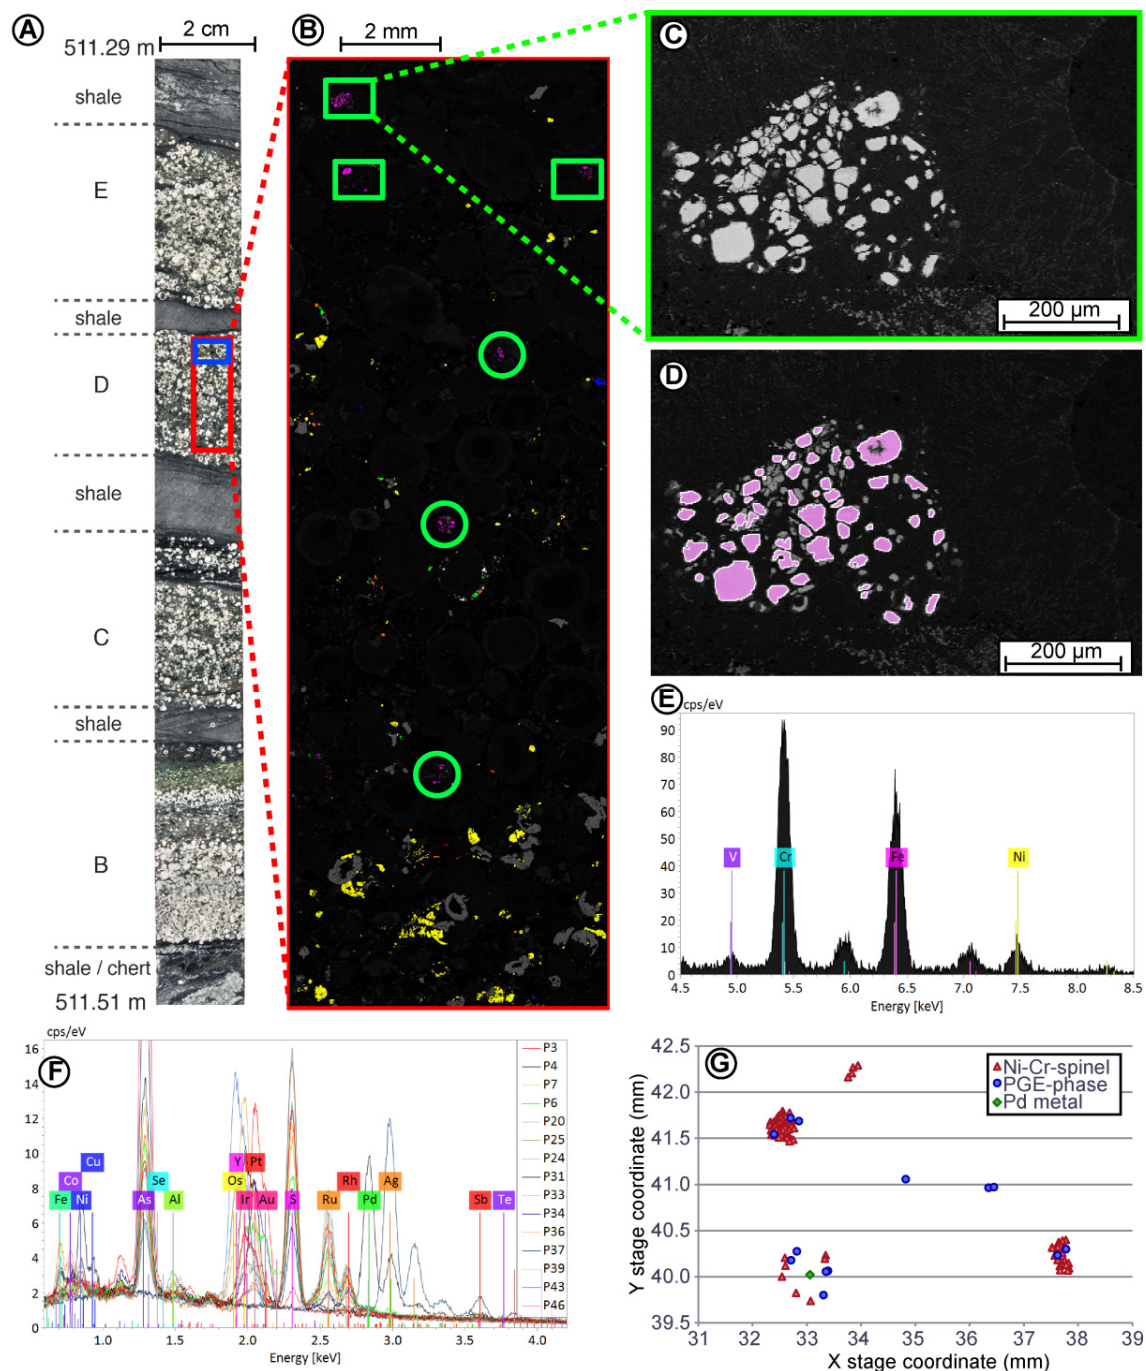 A
511.29 m
2 cm
shale
E
shale
D
shale
C
shale
B
shale / chert
511.51 m
B
2 mm
C
200 µm
D
200 µm
E
cps/eV
90
80
70
60
50
40
30
20
10
0
V
Cr
Fe
Ni
4.5 5.0 5.5 6.0 6.5 7.0 7.5 8.0 8.5
Energy [keV]
F
cps/eV
16
14
12
10
8
6
4
2
0
Cu
Co
Se
Y
Pt
Rh
Fe
Ni
As
Al
Os
Ir
Au
S
Ru
Pd
Ag
Sb
Te
P3
P4
P7
P6
P20
P25
P24
P31
P33
P34
P36
P37
P39
P43
P46
1.0 1.5 2.0 2.5 3.0 3.5 4.0
Energy [keV]
G
Ni-Cr-spinel
PGE-phase
Pd metal
Y stage coordinate (mm)
42.5
42.0
41.5
41.0
40.5
40.0
39.5
31 32 33 34 35 36 37 38 39
X stage coordinate (mm)